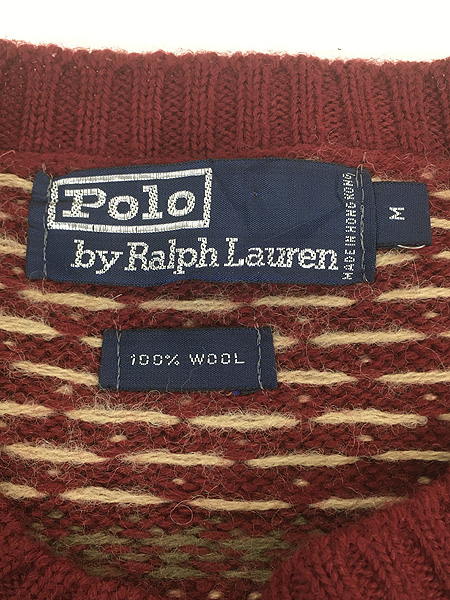 Polo
by Ralph Lauren
MADE IN HONG KONG
M
100% WOOL